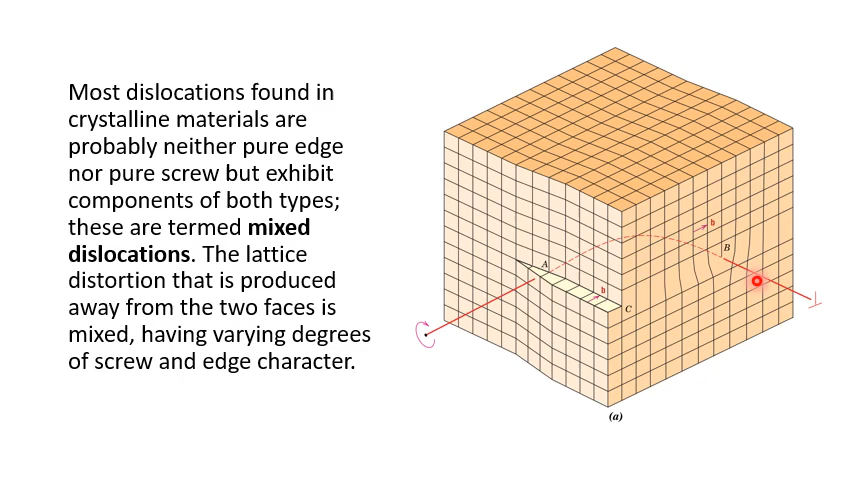 Most dislocations found in
crystalline materials are
probably neither pure edge
nor pure screw but exhibit
components of both types;
these are termed mixed
dislocations. The lattice
distortion that is produced
away from the two faces is
mixed, having varying degrees
of screw and edge character.
b
B
A
b
C
(a)